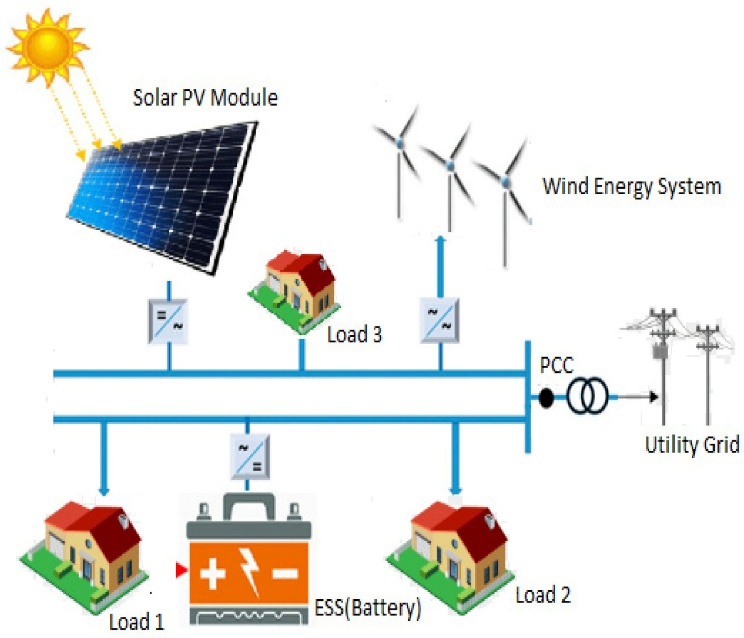 Solar PV Module
Wind Energy System
Load 3
PCC
Utility Grid
Load 1
ESS(Battery)
Load 2